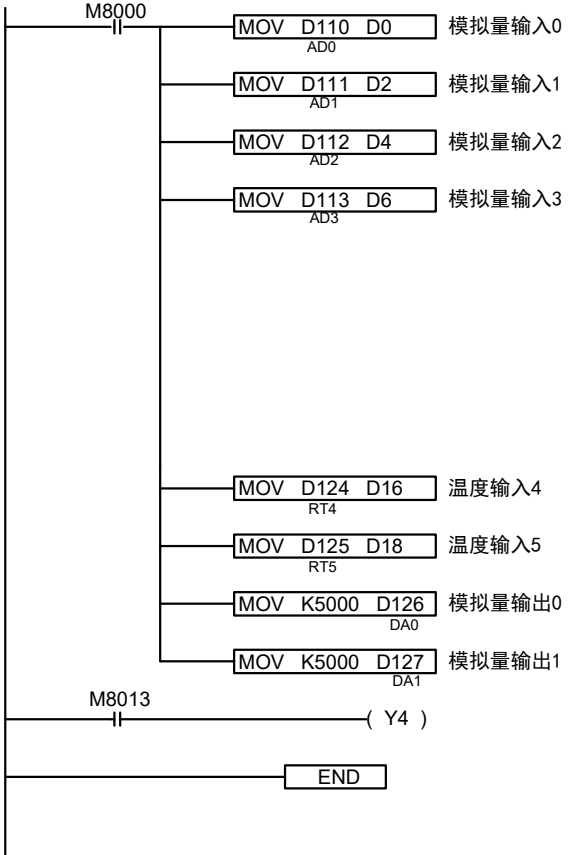 M8000
MOV D110 D0 模拟量输入0
AD0
MOV D111 D2 模拟量输入1
AD1
MOV D112 D4 模拟量输入2
AD2
MOV D113 D6 模拟量输入3
AD3
MOV D124 D16 温度输入4
RT4
MOV D125 D18 温度输入5
RT5
MOV K5000 D126 模拟量输出0
DA0
MOV K5000 D127 模拟量输出1
DA1
M8013
( Y4 )
END